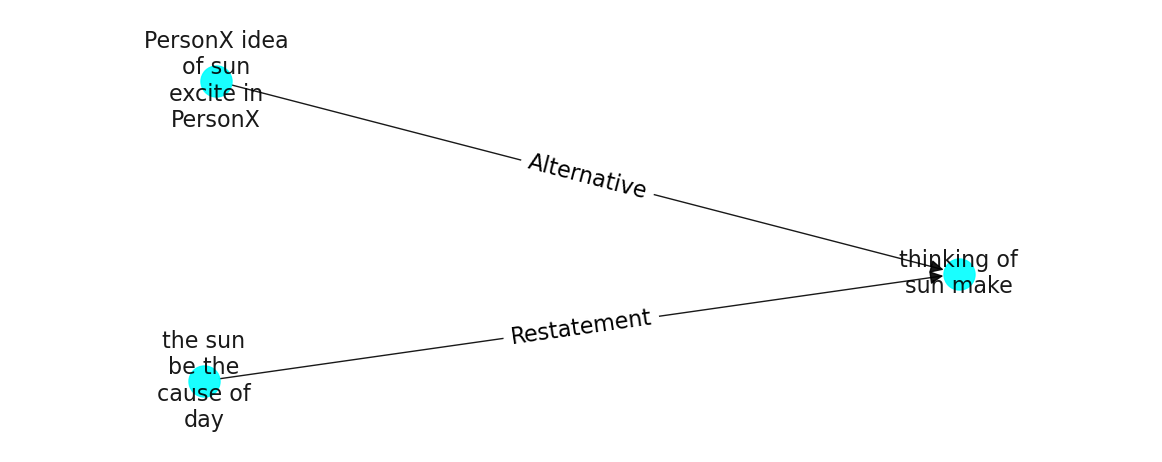 PersonX idea
of sun
excite in
PersonX
Alternative
thinking of
sun make
Restatement
the sun
be the
cause of
day